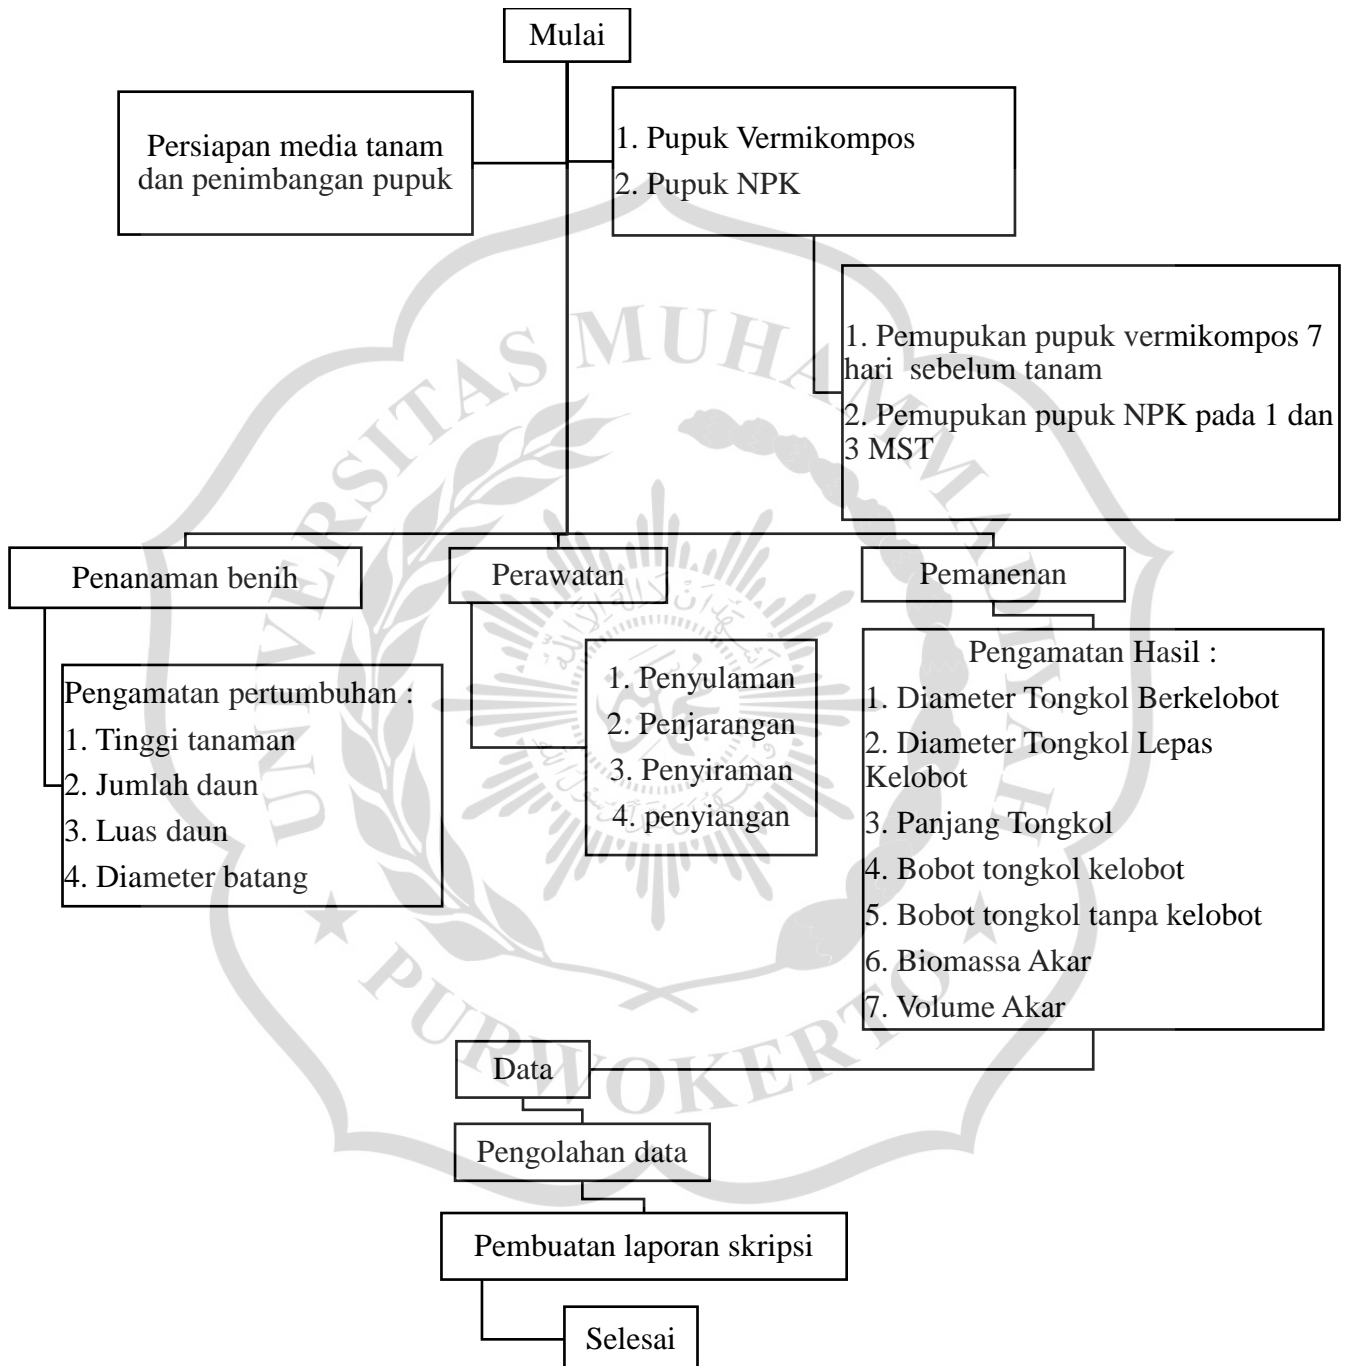 Mulai
Persiapan media tanam
dan penimbangan pupuk
1. Pupuk Vermikompos
2. Pupuk NPK
1. Pemupukan pupuk vermikompos 7
hari sebelum tanam
2. Pemupukan pupuk NPK pada 1 dan
3 MST
Penanaman benih
Perawatan
Pemanenan
Pengamatan pertumbuhan :
1. Tinggi tanaman
2. Jumlah daun
3. Luas daun
4. Diameter batang
1. Penyulaman
2. Penjarangan
3. Penyiraman
4. penyiangan
Pengamatan Hasil :
1. Diameter Tongkol Berkelobot
2. Diameter Tongkol Lepas
Kelobot
3. Panjang Tongkol
4. Bobot tongkol kelobot
5. Bobot tongkol tanpa kelobot
6. Biomassa Akar
7. Volume Akar
Data
Pengolahan data
Pembuatan laporan skripsi
Selesai
UNIVERSITAS MUHAMMADIYAH
PURWOKERTO